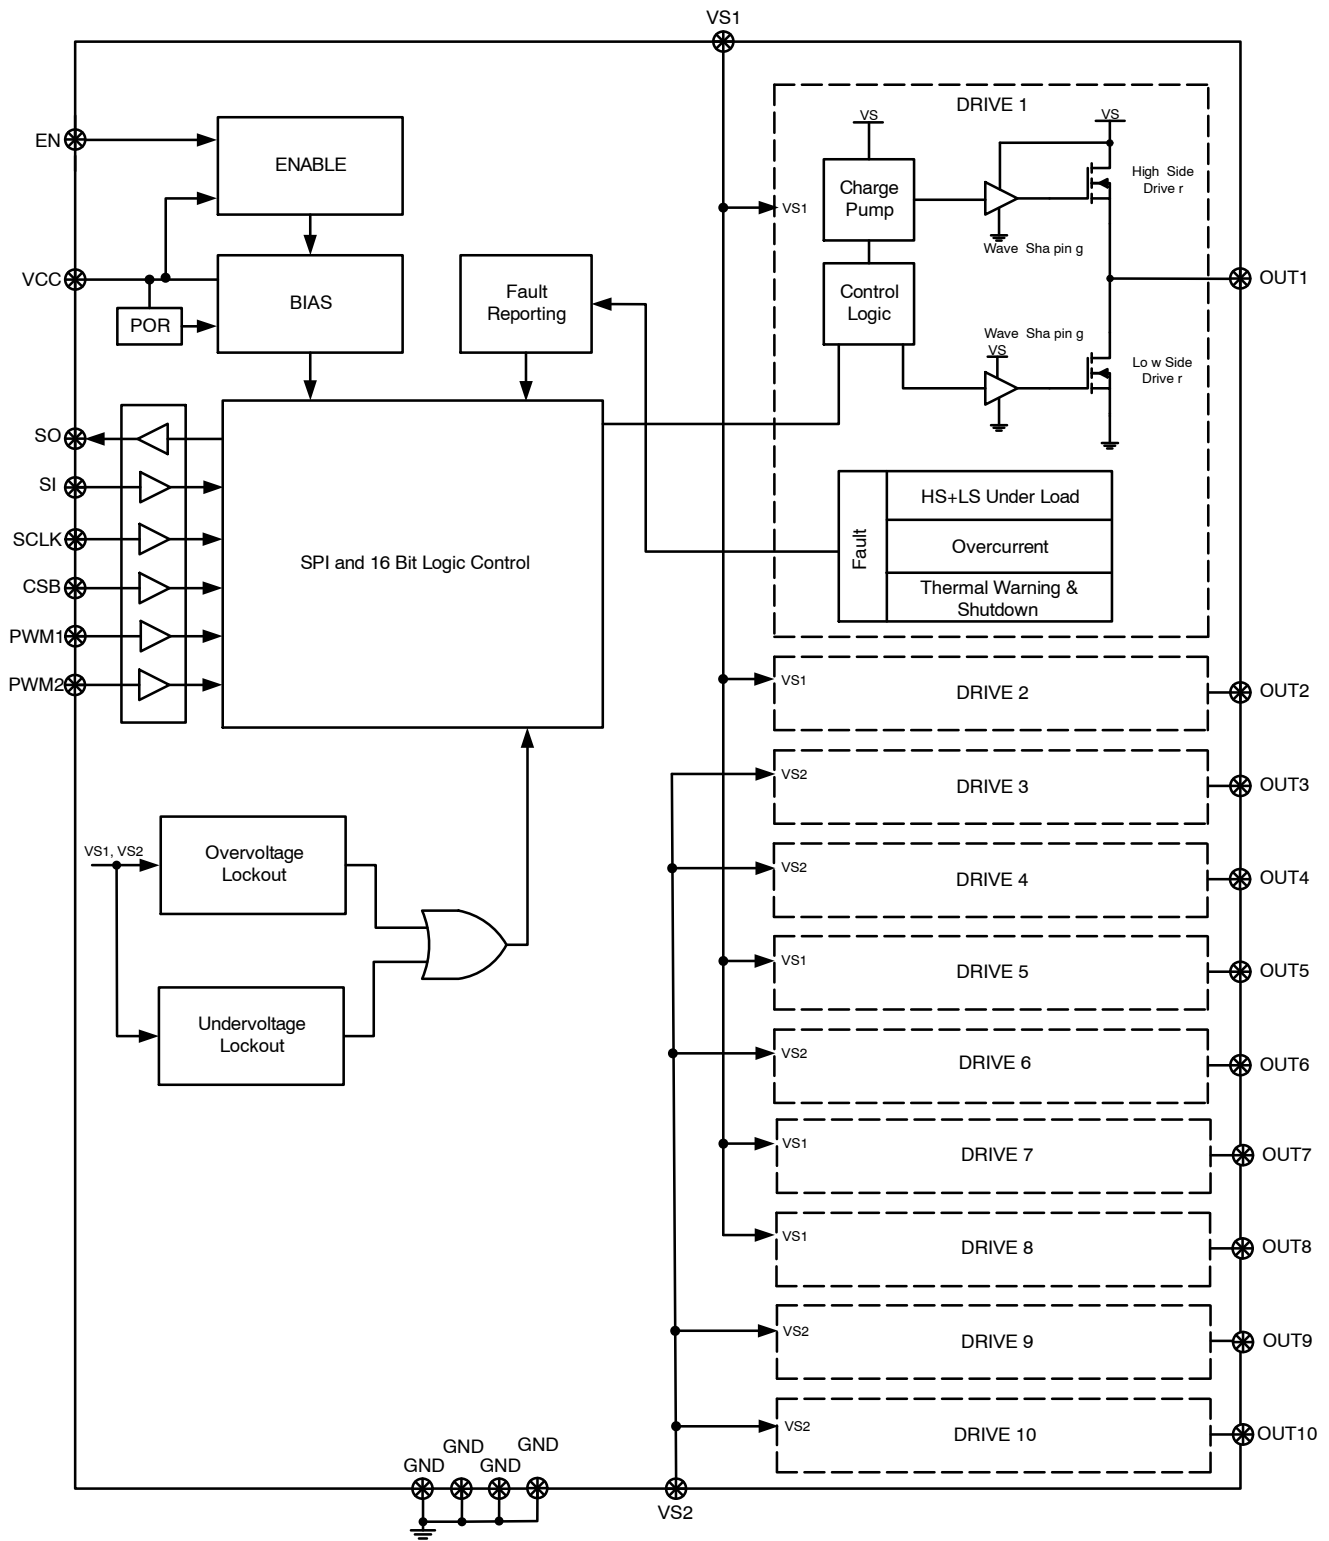 VS1
EN
ENABLE
VCC
BIAS
POR
Fault
Reporting
SO
SI
SCLK
CSB
PWM1
PWM2
SPI and 16 Bit Logic Control
VS1, VS2
Overvoltage
Lockout
Undervoltage
Lockout
GND
GND
GND
GND
VS2
DRIVE 1
VS
VS
VS1
Charge
Pump
High Side
Drive r
Wave Sha pin g
Control
Logic
Wave Sha pin g
VS
Lo w Side
Drive r
OUT1
Fault
HS+LS Under Load
Overcurrent
Thermal Warning &
Shutdown
VS1
DRIVE 2
OUT2
VS2
DRIVE 3
OUT3
VS2
DRIVE 4
OUT4
VS1
DRIVE 5
OUT5
VS2
DRIVE 6
OUT6
VS1
DRIVE 7
OUT7
VS1
DRIVE 8
OUT8
VS2
DRIVE 9
OUT9
VS2
DRIVE 10
OUT10